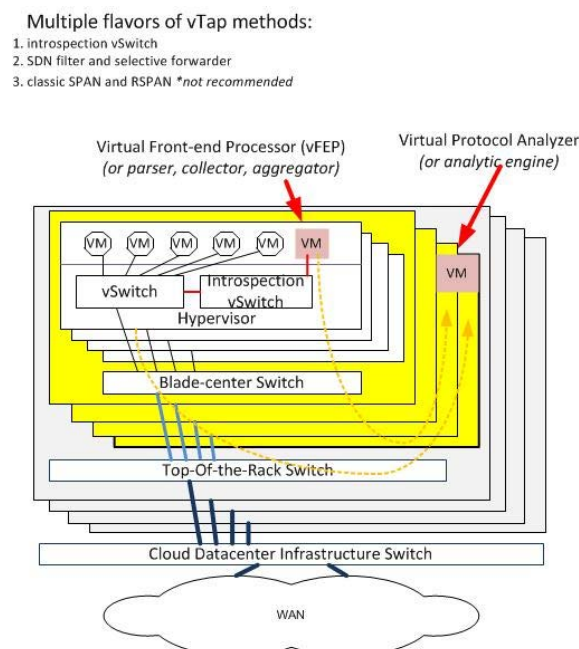 Multiple flavors of vTap methods:
1. introspection vSwitch
2. SDN filter and selective forwarder
3. classic SPAN and RSPAN *not recommended
Virtual Front-end Processor (vFEP)
(or parser, collector, aggregator)
Virtual Protocol Analyzer
(or analytic engine)
VM
VM
VM
VM
VM
VM
VM
vSwitch
Introspection
vSwitch
Hypervisor
Blade-center Switch
Top-Of-the-Rack Switch
Cloud Datacenter Infrastructure Switch
WAN